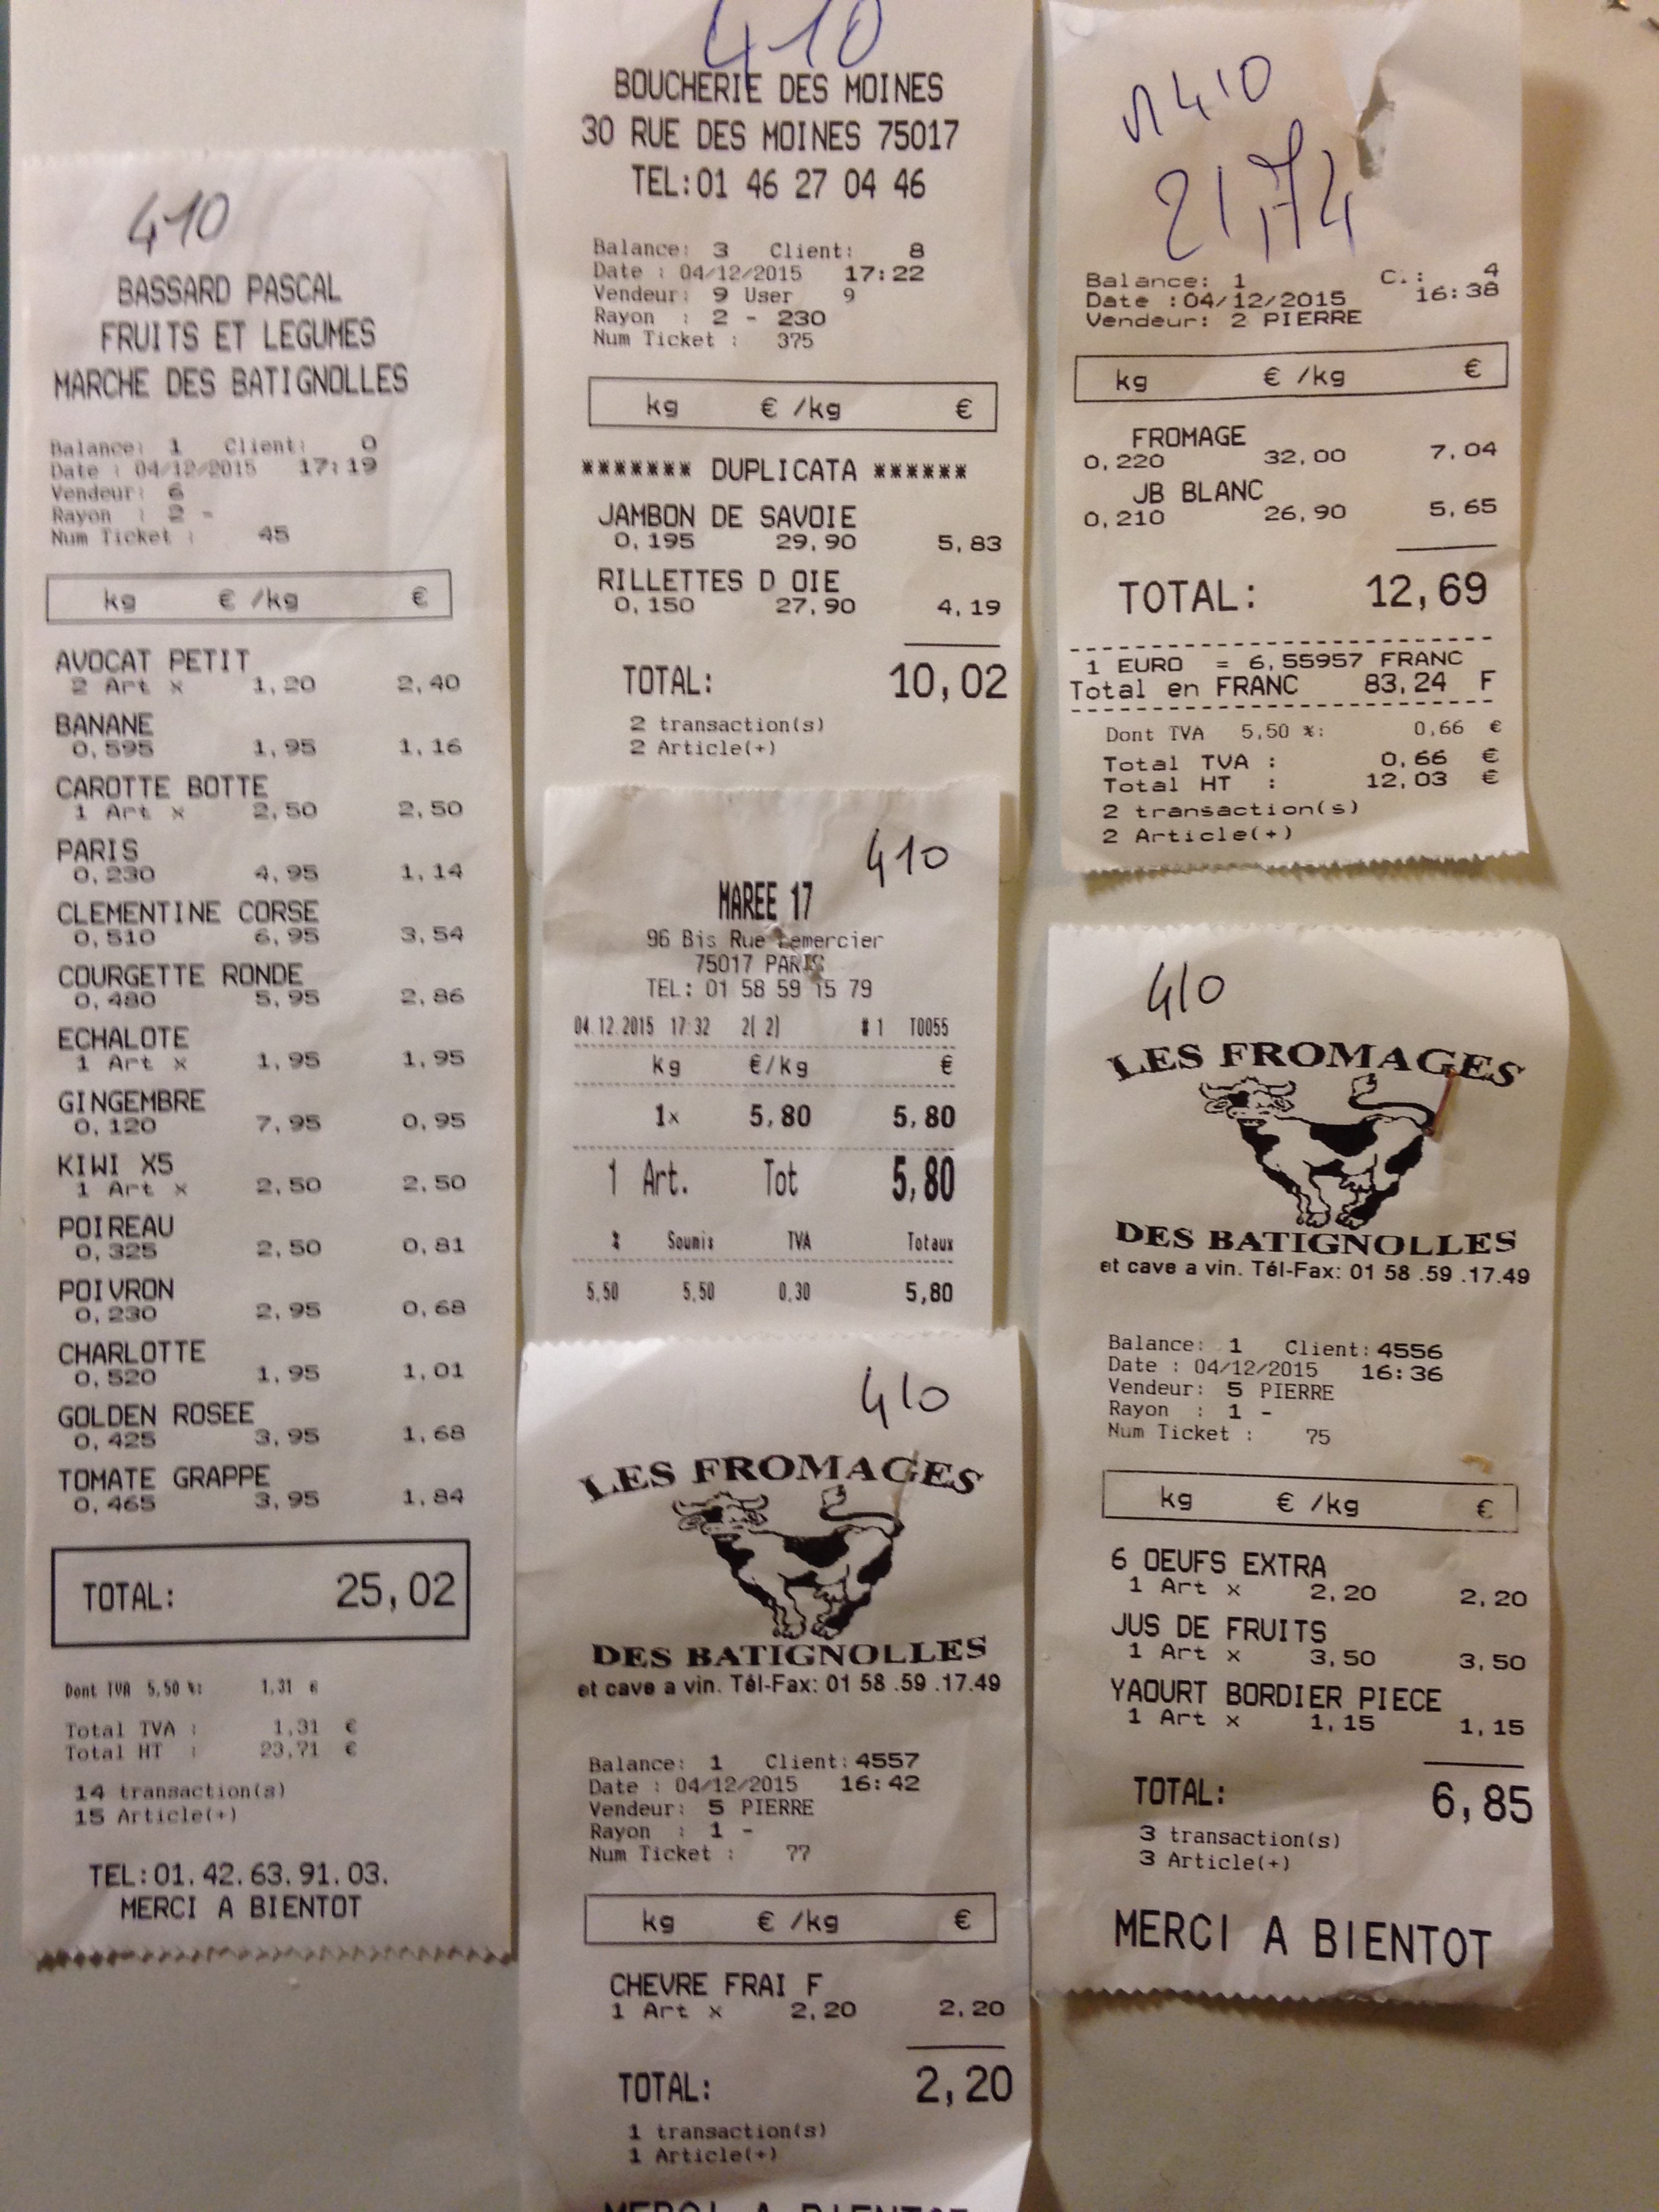 410
BASSARD PASCAL
FRUITS ET LEGUMES
MARCHE DES BATIGNOLLES
Balance: 1 Client: 0
Date : 04/12/2015 17:19
Vendeur: 6
Rayon : 2 -
Num Ticket : 45
kg € /kg €
AVOCAT PETIT
2 Art x 1,20 2,40
BANANE
0,595 1,95 1,16
CAROTTE BOTTE
1 Art x 2,50 2,50
PARIS
0,230 4,95 1,14
CLEMENTINE CORSE
0,510 6,95 3,54
COURGETTE RONDE
0,480 5,95 2,86
ECHALOTE
1 Art x 1,95 1,95
GINGEMBRE
0,120 7,95 0,95
KIWI X5
1 Art x 2,50 2,50
POIREAU
0,325 2,50 0,81
POIVRON
0,230 2,95 0,68
CHARLOTTE
0,520 1,95 1,01
GOLDEN ROSEE
0,425 3,95 1,68
TOMATE GRAPPE
0,465 3,95 1,84
TOTAL: 25,02
Dont TVA 5,50 %: 1,31 €
Total TVA : 1,31 €
Total HT : 23,71 €
14 transaction(s)
15 Article(+)
TEL:01.42.63.91.03.
MERCI A BIENTOT
410
BOUCHERIE DES MOINES
30 RUE DES MOINES 75017
TEL:01 46 27 04 46
Balance: 3 Client: 8
Date : 04/12/2015 17:22
Vendeur: 9 User 9
Rayon : 2 - 230
Num Ticket : 375
kg € /kg €
******* DUPLICATA ******
JAMBON DE SAVOIE
0,195 29,90 5,83
RILLETTES D OIE
0,150 27,90 4,19
TOTAL: 10,02
2 transaction(s)
2 Article(+)
410
MAREE 17
96 Bis Rue Lemercier
75017 PARIS
TEL: 01 58 59 15 79
04.12.2015 17:32 2( 2) #1 T0055
kg €/kg €
1x 5,80 5,80
1 Art. Tot 5,80
% Soumis TVA Totaux
5,50 5,50 0,30 5,80
410
LES FROMAGES
DES BATIGNOLLES
et cave a vin. Tél-Fax: 01 58 .59 .17.49
Balance: 1 Client: 4557
Date : 04/12/2015 16:42
Vendeur: 5 PIERRE
Rayon : 1 -
Num Ticket : 77
kg € /kg €
CHEVRE FRAI F
1 Art x 2,20 2,20
TOTAL: 2,20
1 transaction(s)
1 Article(+)
MERCI A BIENTOT
410
21,74
Balance: 1 C.: 4
Date :04/12/2015 16:38
Vendeur: 2 PIERRE
kg € /kg €
FROMAGE
0,220 32,00 7,04
JB BLANC
0,210 26,90 5,65
TOTAL: 12,69
1 EURO = 6,55957 FRANC
Total en FRANC 83,24 F
Dont TVA 5,50 %: 0,66 €
Total TVA : 0,66 €
Total HT : 12,03 €
2 transaction(s)
2 Article(+)
410
LES FROMAGES
DES BATIGNOLLES
et cave a vin. Tél-Fax: 01 58 .59 .17.49
Balance: 1 Client: 4556
Date : 04/12/2015 16:36
Vendeur: 5 PIERRE
Rayon : 1 -
Num Ticket : 75
kg € /kg €
6 OEUFS EXTRA
1 Art x 2,20 2,20
JUS DE FRUITS
1 Art x 3,50 3,50
YAOURT BORDIER PIECE
1 Art x 1,15 1,15
TOTAL: 6,85
3 transaction(s)
3 Article(+)
MERCI A BIENTOT